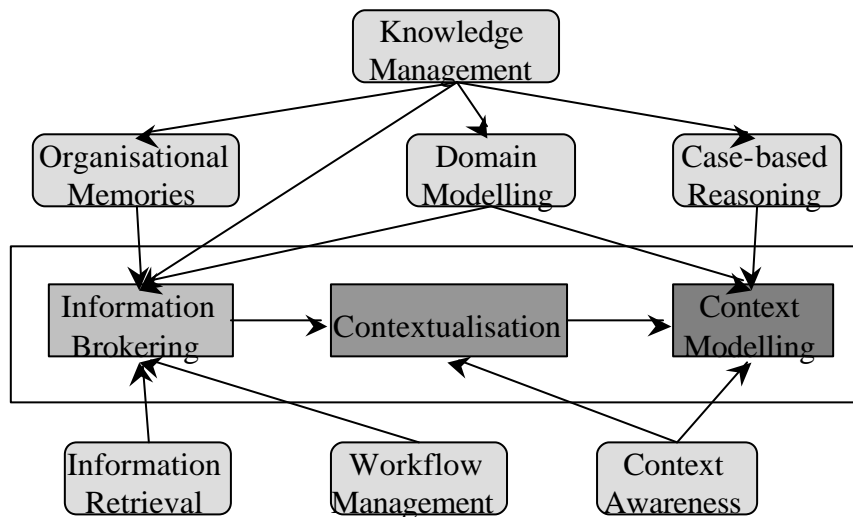 Knowledge
Management
Organisational
Memories
Domain
Modelling
Case-based
Reasoning
Information
Brokering
Contextualisation
Context
Modelling
Information
Retrieval
Workflow
Management
Context
Awareness